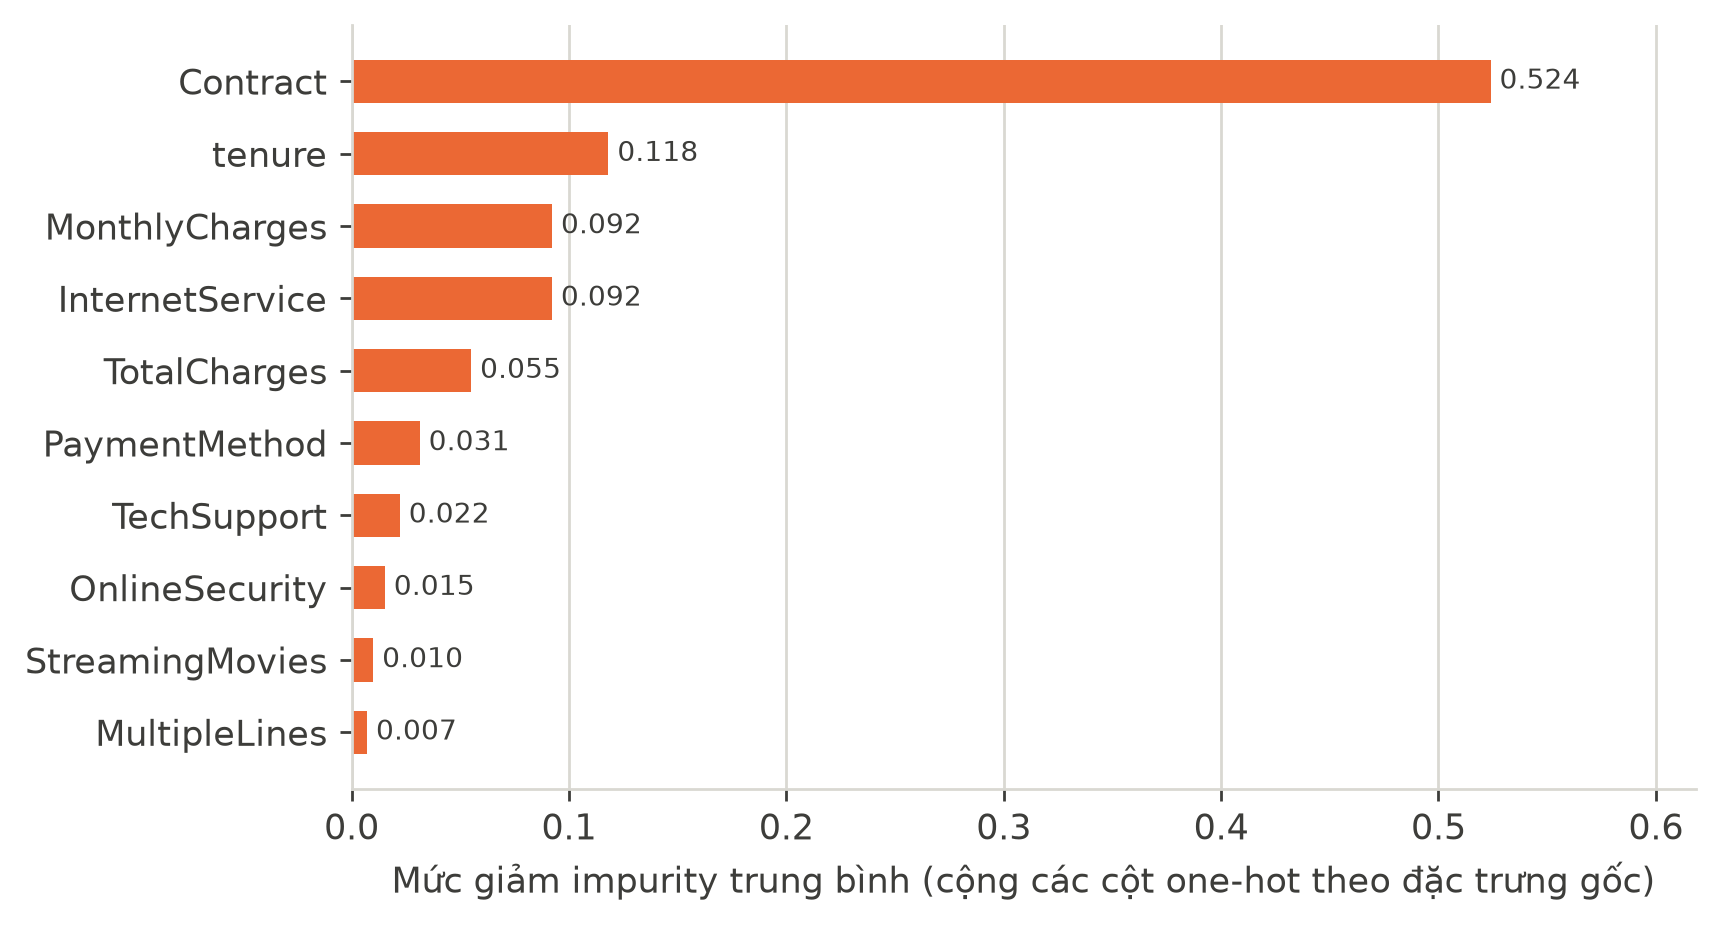 Contract 0.524
tenure 0.118
MonthlyCharges 0.092
InternetService 0.092
TotalCharges 0.055
PaymentMethod 0.031
TechSupport 0.022
OnlineSecurity 0.015
StreamingMovies 0.010
MultipleLines 0.007
0.0 0.1 0.2 0.3 0.4 0.5 0.6
Mức giảm impurity trung bình (cộng các cột one-hot theo đặc trưng gốc)